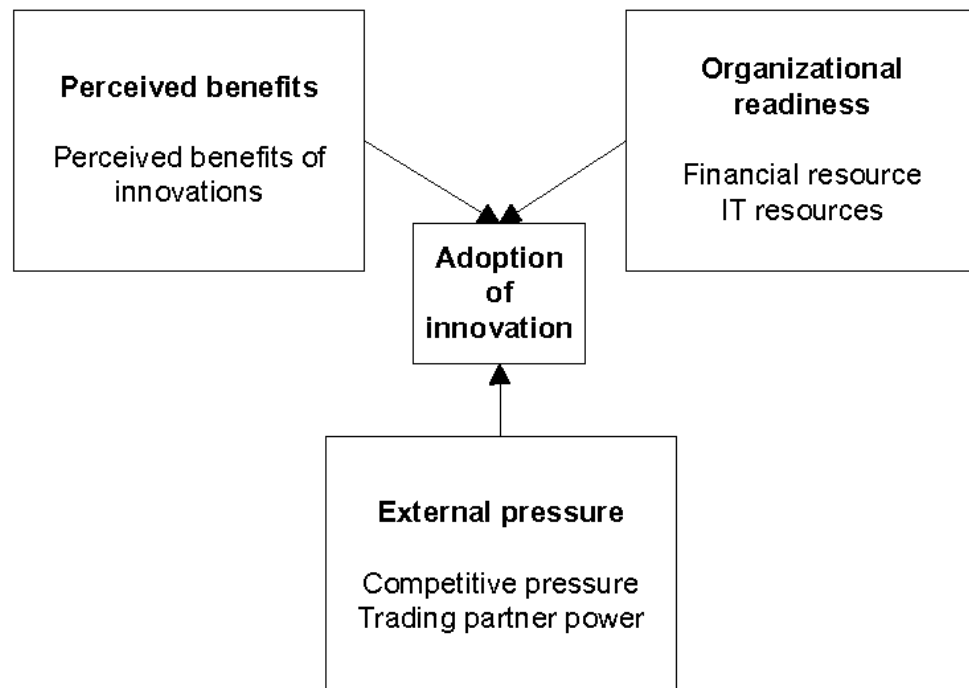 Perceived benefits
Perceived benefits of
innovations
Organizational
readiness
Financial resource
IT resources
Adoption
of
innovation
External pressure
Competitive pressure
Trading partner power